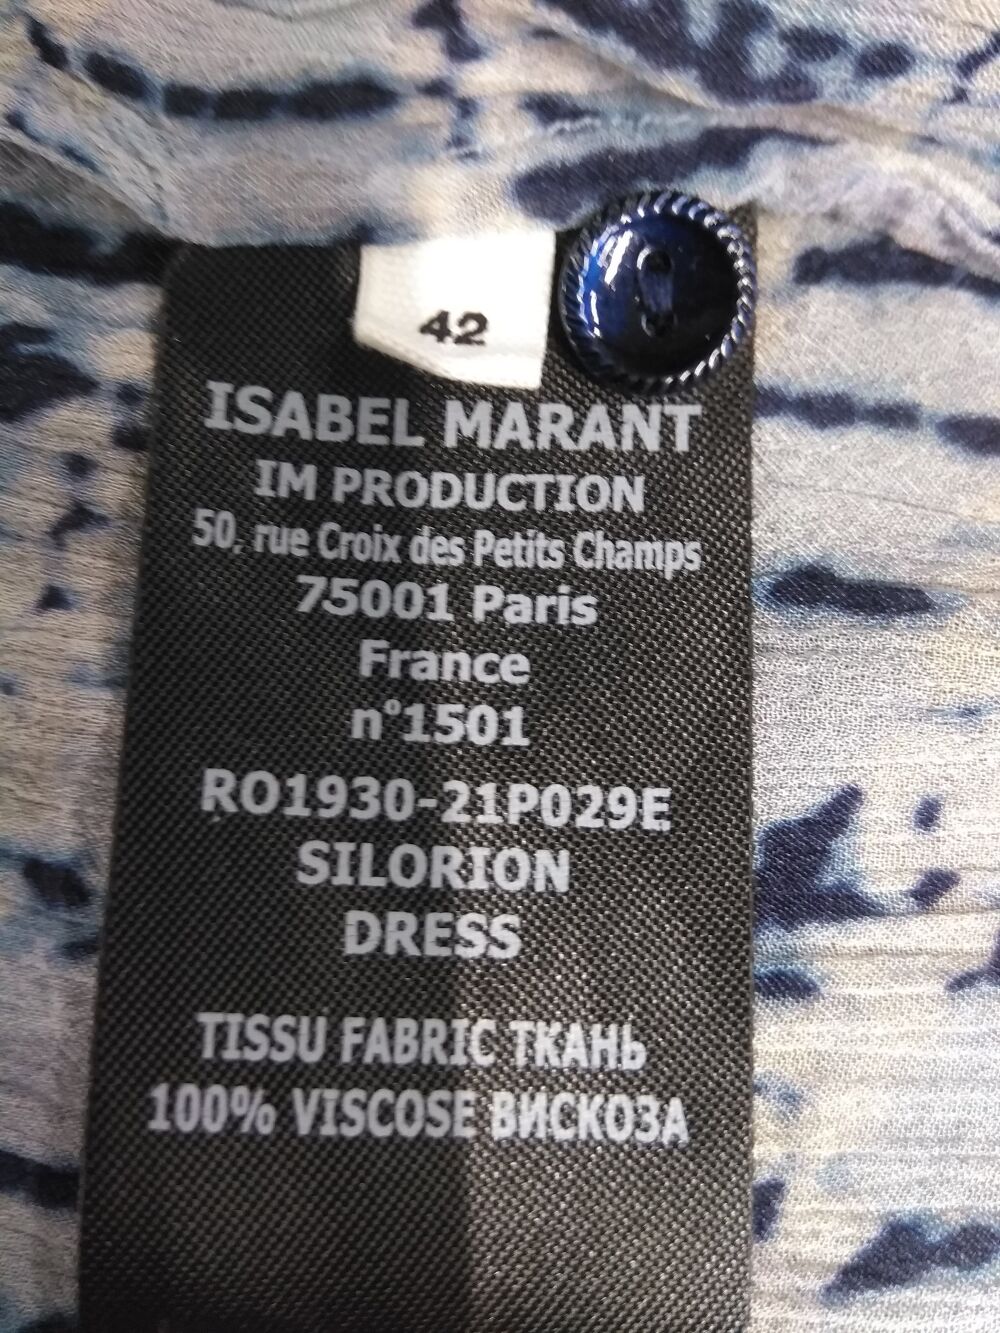 42
ISABEL MARANT
IM PRODUCTION
50, rue Croix des Petits Champs
75001 Paris
France
n°1501
RO1930-21P029E
SILORION
DRESS
TISSU FABRIC ТКАНЬ
100% VISCOSE ВИСКОЗА